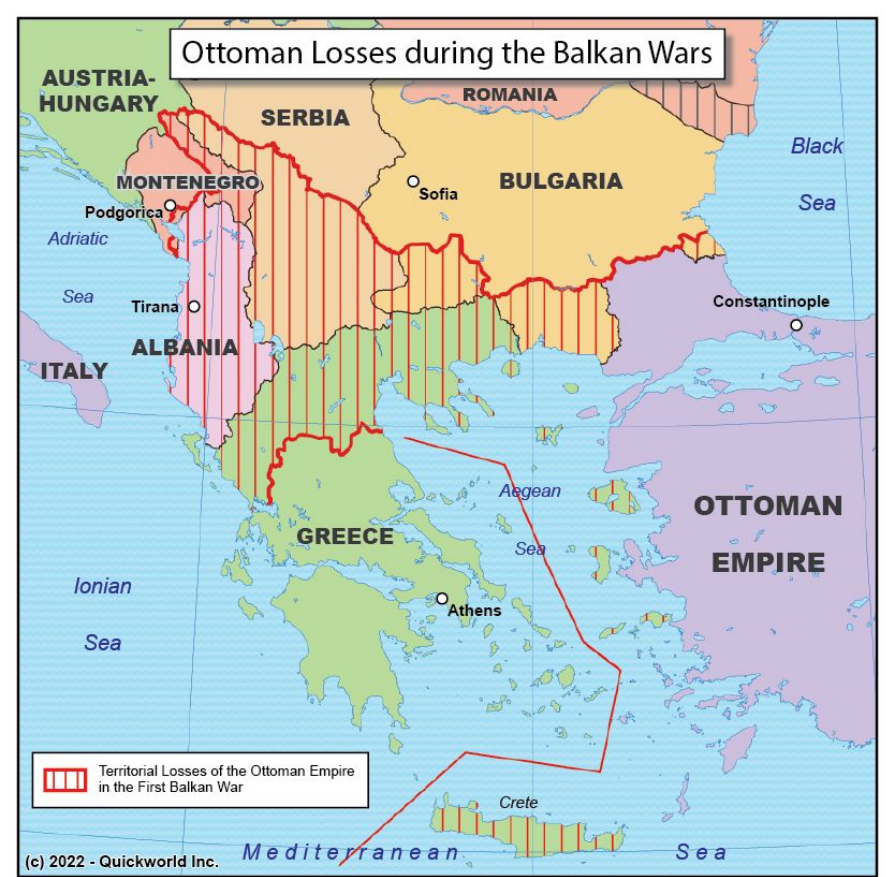 Ottoman Losses during the Balkan Wars
AUSTRIA-
HUNGARY
ROMANIA
SERBIA
Black
Sea
MONTENEGRO
Sofia
BULGARIA
Podgorica
Adriatic
Sea
Tirana
Constantinople
ALBANIA
ITALY
Aegean
Sea
OTTOMAN
EMPIRE
GREECE
Ionian
Sea
Athens
Territorial Losses of the Ottoman Empire
in the First Balkan War
Crete
Mediterranean Sea
(c) 2022 - Quickworld Inc.